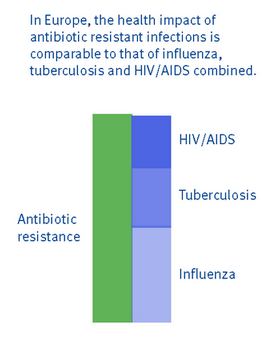 In Europe, the health impact of
antibiotic resistant infections is
comparable to that of influenza,
tuberculosis and HIV/AIDS combined.
HIV/AIDS
Tuberculosis
Antibiotic
resistance
Influenza